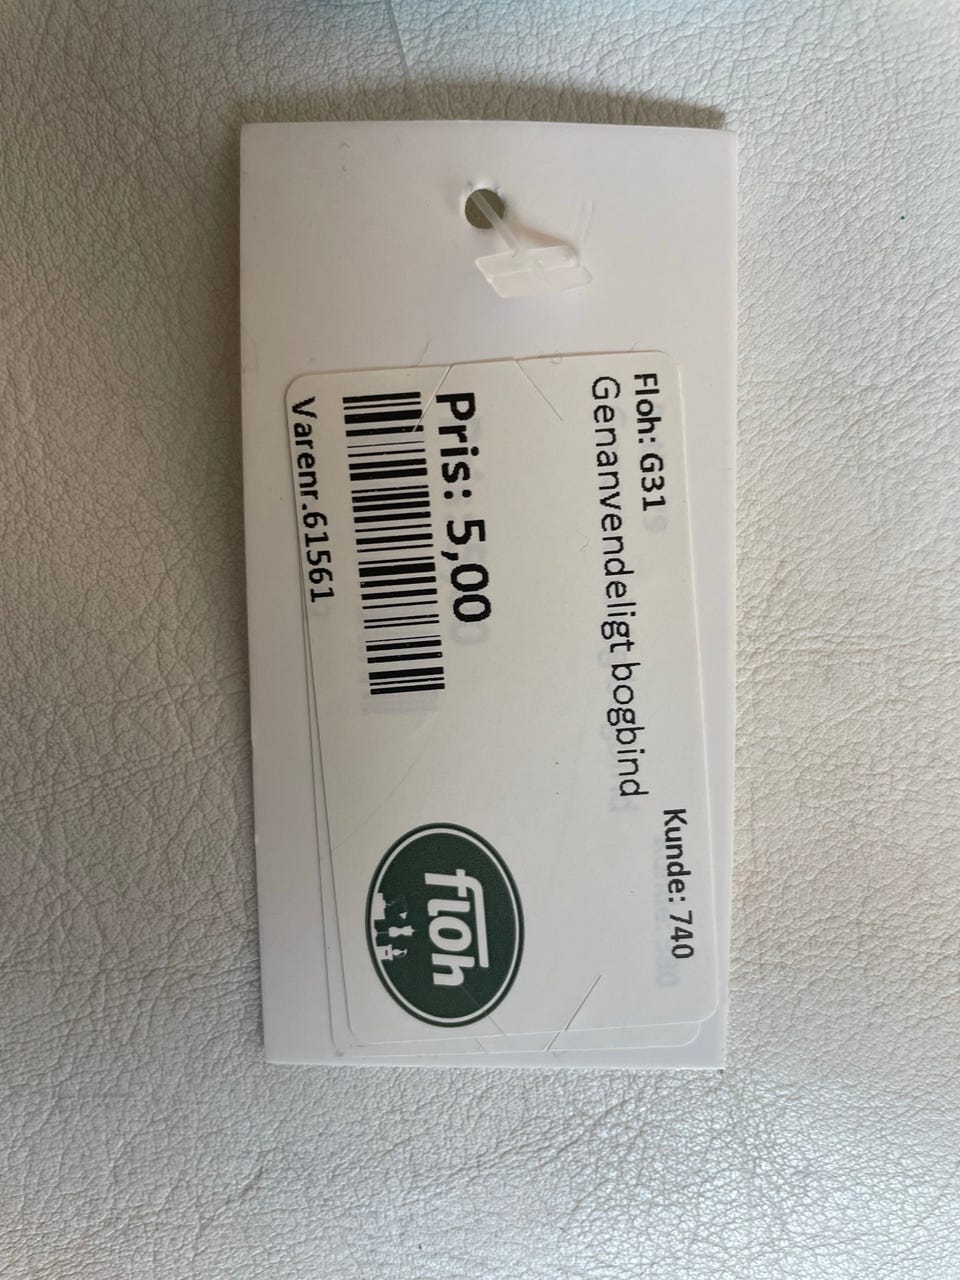 Floh: G31
Kunde: 740
Genanvendeligt bogbind
Pris: 5,00
Varenr.61561
floh